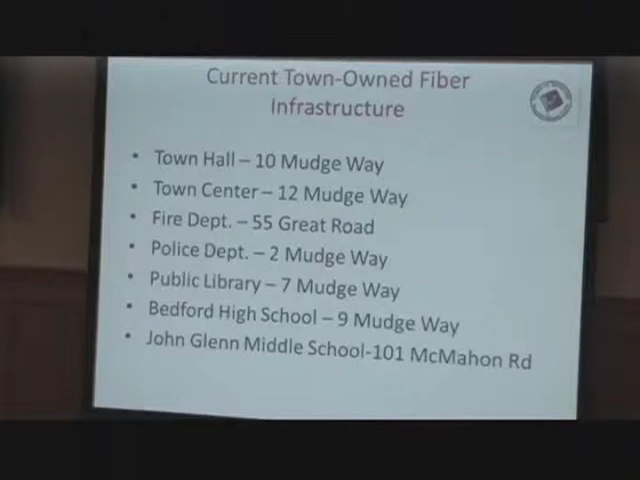 Current Town-Owned Fiber
Infrastructure
• Town Hall – 10 Mudge Way
• Town Center – 12 Mudge Way
• Fire Dept. – 55 Great Road
• Police Dept. – 2 Mudge Way
• Public Library – 7 Mudge Way
• Bedford High School – 9 Mudge Way
• John Glenn Middle School-101 McMahon Rd